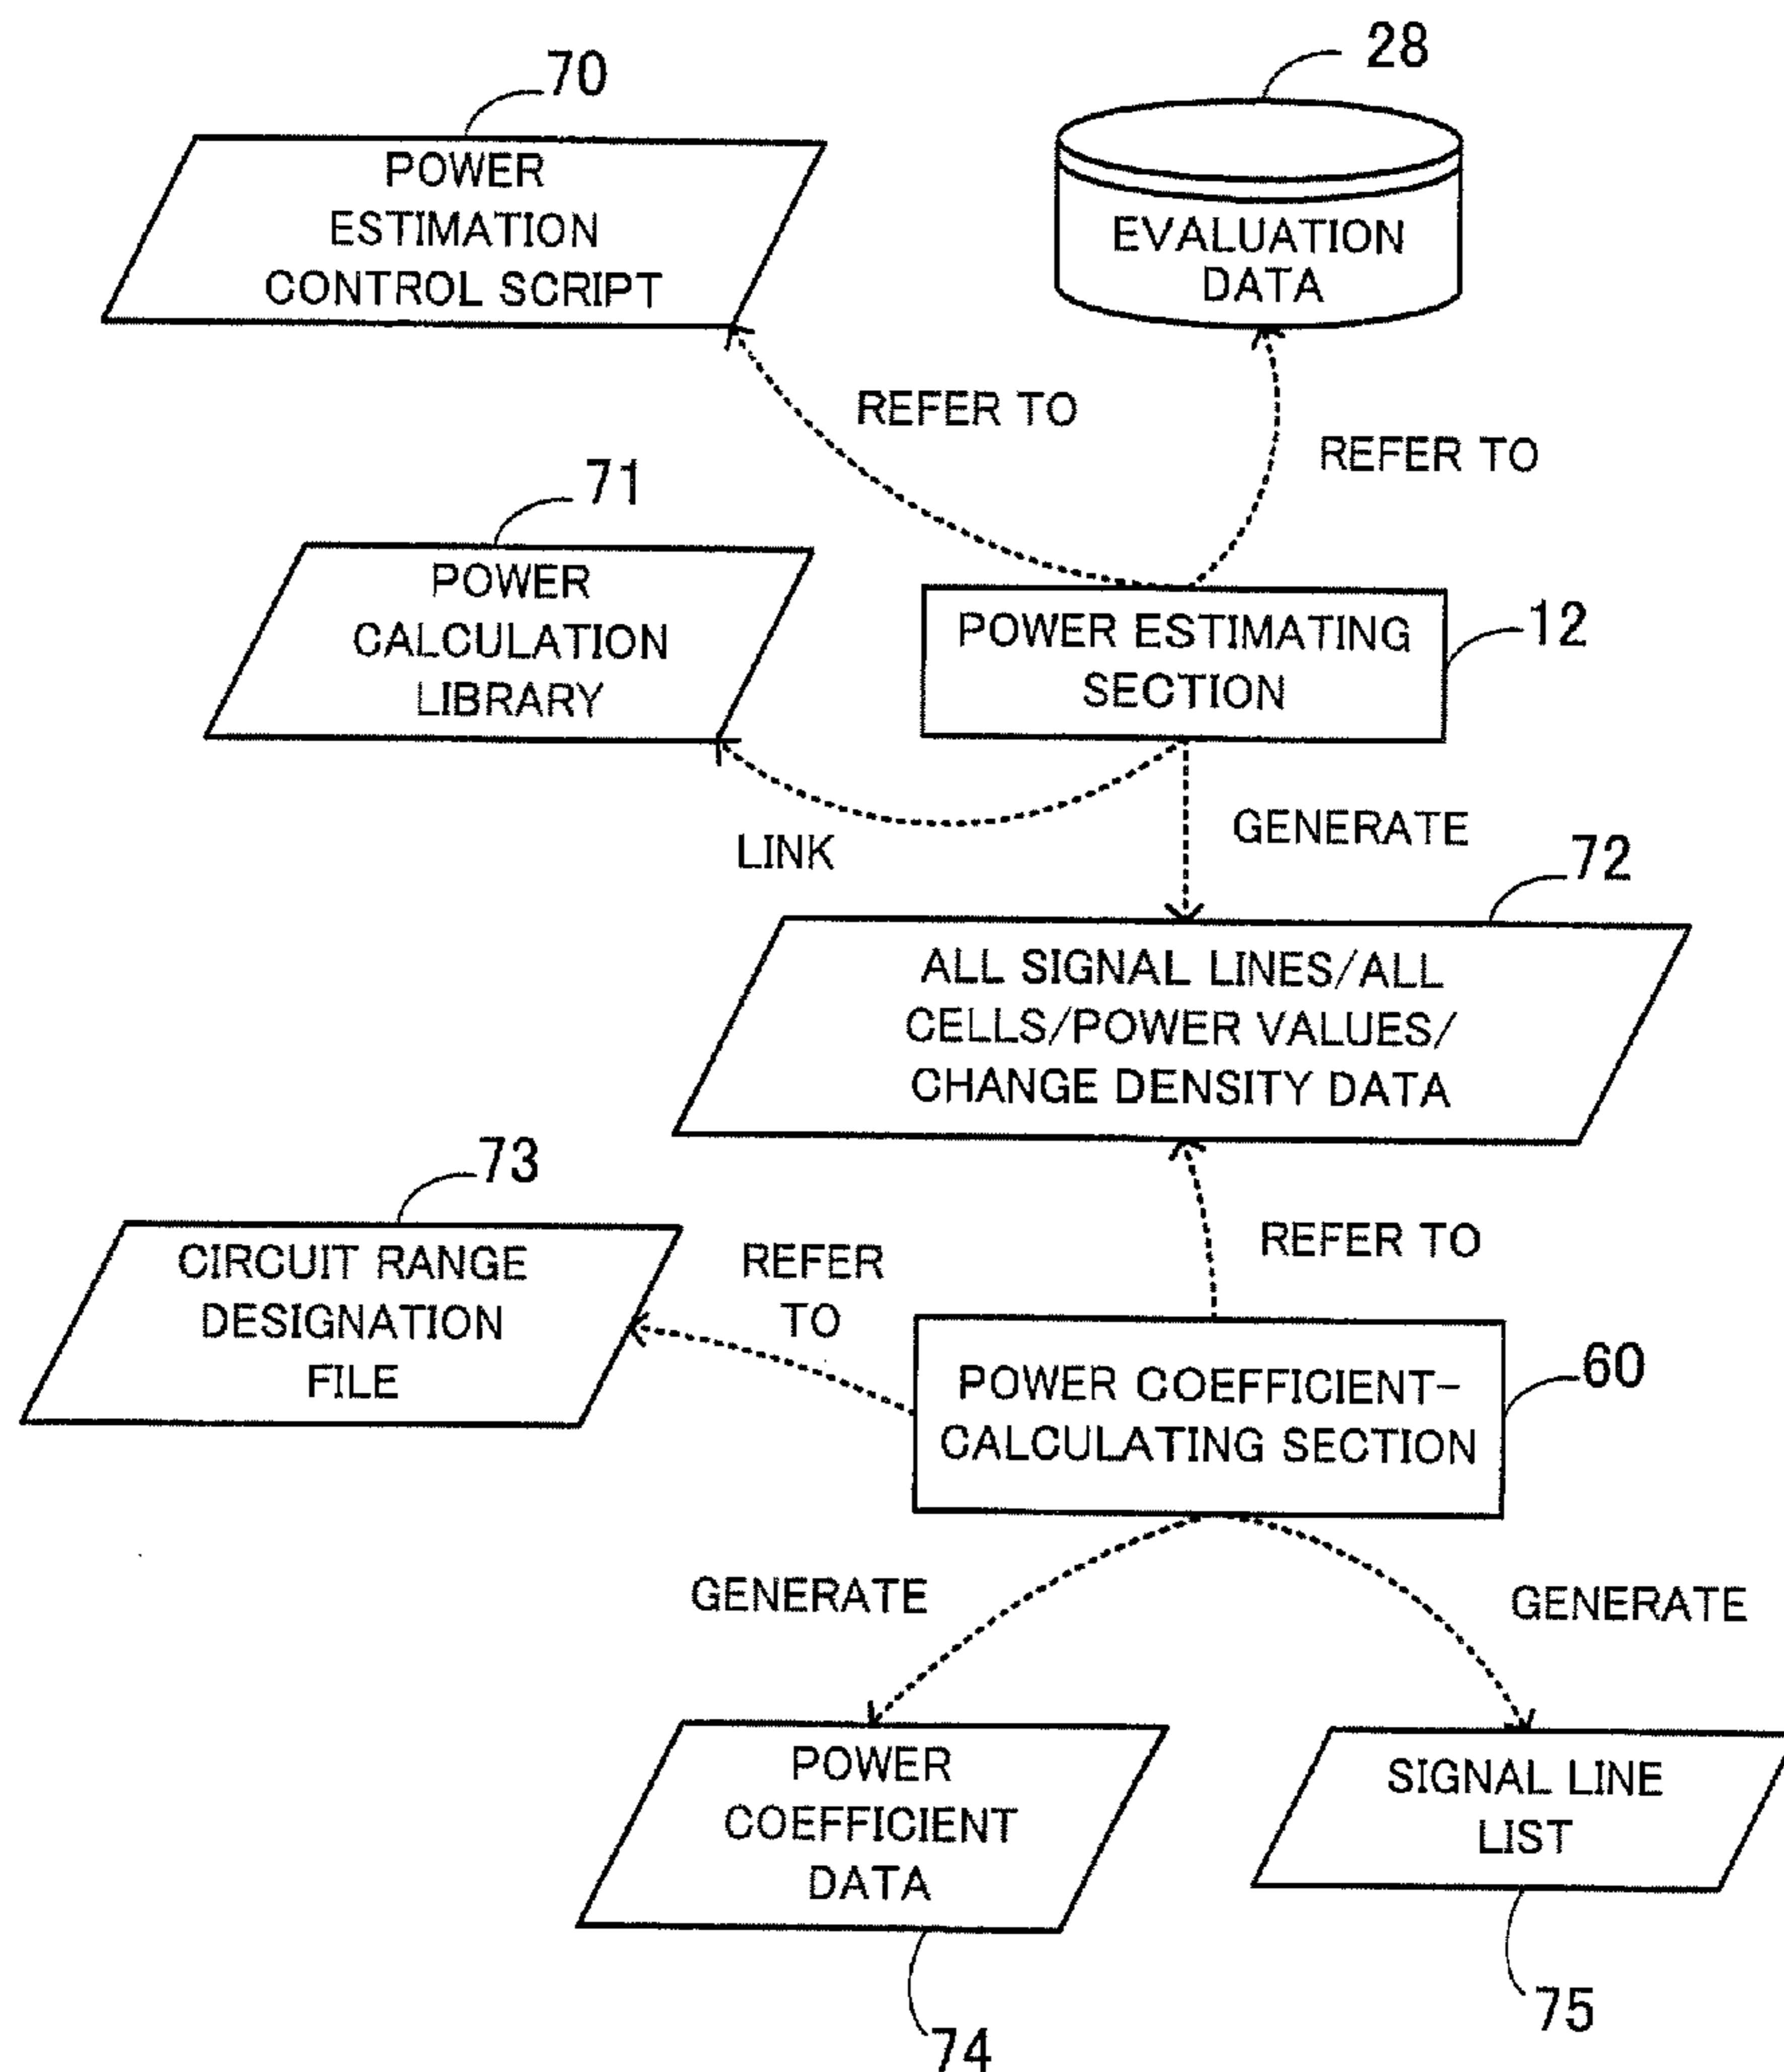 70
28
POWER
ESTIMATION
CONTROL SCRIPT
EVALUATION
DATA
REFER TO
REFER TO
71
POWER
CALCULATION
LIBRARY
POWER ESTIMATING
SECTION
12
LINK
GENERATE
72
ALL SIGNAL LINES/ALL
CELLS/POWER VALUES/
CHANGE DENSITY DATA
73
CIRCUIT RANGE
DESIGNATION
FILE
REFER
TO
REFER TO
POWER COEFFICIENT-
CALCULATING SECTION
60
GENERATE
GENERATE
POWER
COEFFICIENT
DATA
SIGNAL LINE
LIST
74
75